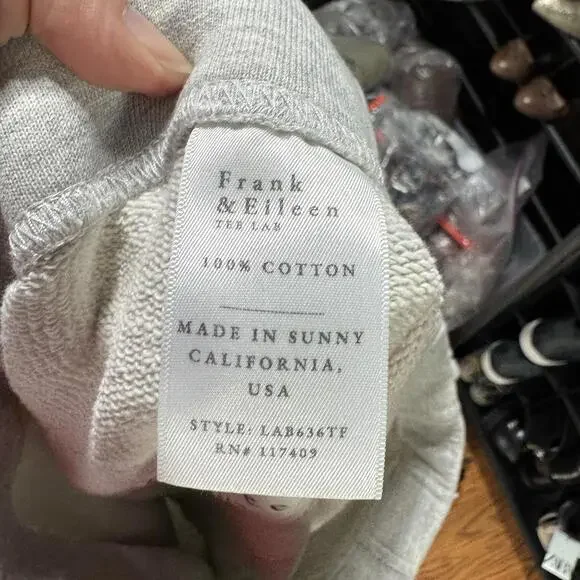 Frank
& Eileen
TEE LAB
100% COTTON
MADE IN SUNNY
CALIFORNIA,
USA
STYLE: LAB636TF
RN# 117409